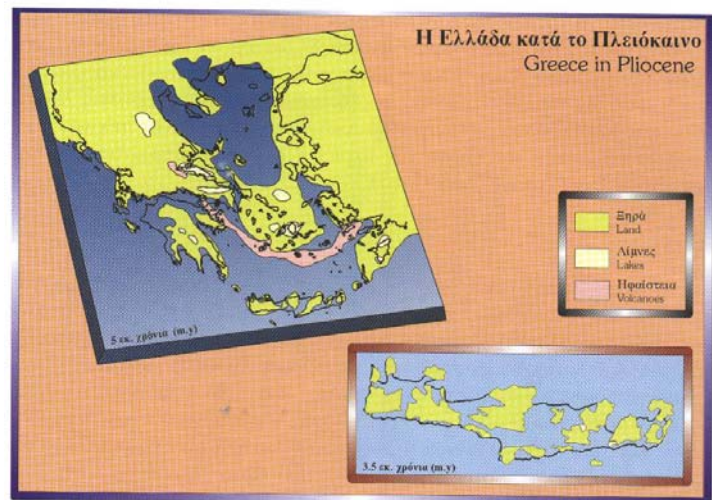 Η Ελλάδα κατά το Πλειόκαινο
Greece in Pliocene
Ξηρά
Land
Λίμνες
Lakes
Ηφαίστεια
Volcanoes
5 εκ. χρόνια (m.y)
3.5 εκ. χρόνια (m.y)